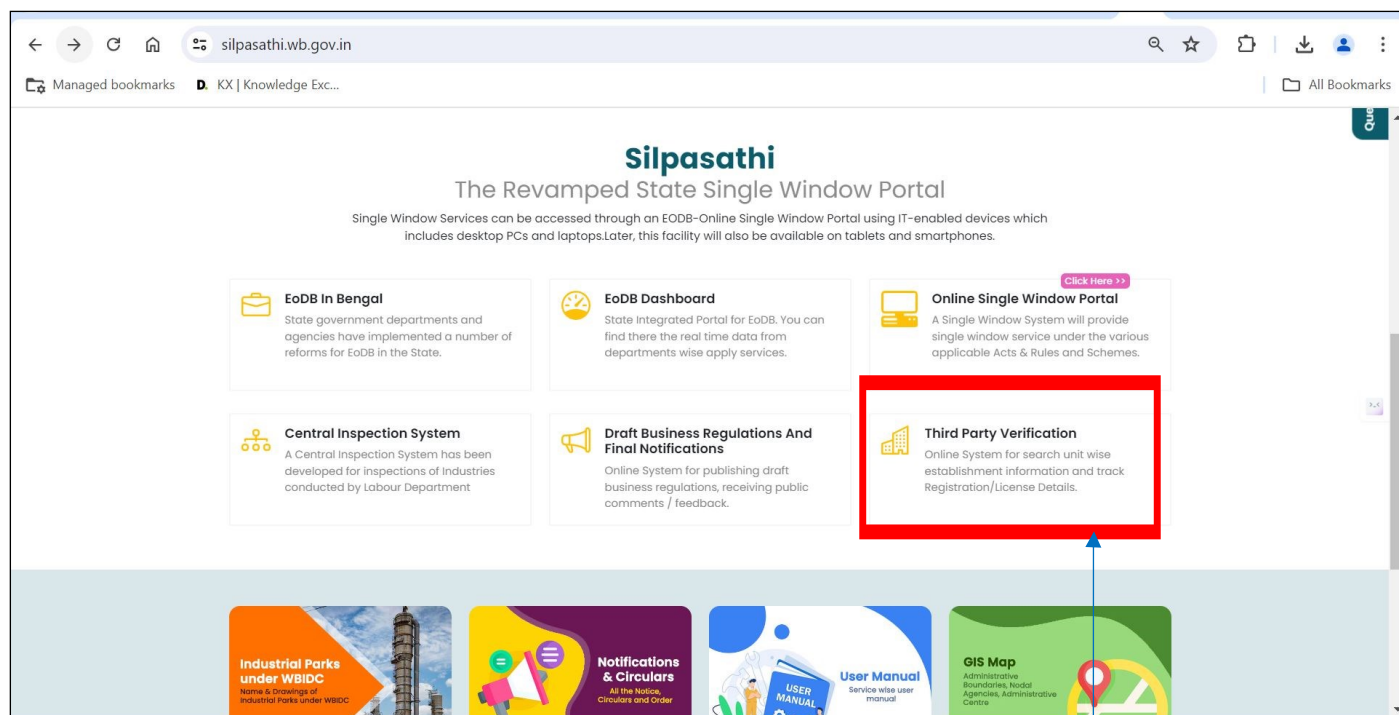 silpasathi.wb.gov.in
Managed bookmarks
D. KX | Knowledge Exc...
All Bookmarks
Que
Silpasathi
The Revamped State Single Window Portal
Single Window Services can be accessed through an EODB-Online Single Window Portal using IT-enabled devices which
includes desktop PCs and laptops.Later, this facility will also be available on tablets and smartphones.
EoDB In Bengal
State government departments and
agencies have implemented a number of
reforms for EoDB in the State.
EoDB Dashboard
State Integrated Portal for EoDB. You can
find there the real time data from
departments wise apply services.
Click Here >>
Online Single Window Portal
A Single Window System will provide
single window service under the various
applicable Acts & Rules and Schemes.
Central Inspection System
A Central Inspection System has been
developed for inspections of Industries
conducted by Labour Department
Draft Business Regulations And
Final Notifications
Online System for publishing draft
business regulations, receiving public
comments / feedback.
Third Party Verification
Online System for search unit wise
establishment information and track
Registration/License Details.
Industrial Parks
under WBIDC
Name & Drawings of
Industrial Parks under WBIDC
Notifications
& Circulars
All the Notice,
Circulars and Order
USER
MANUAL
User Manual
Service wise user
manual
GIS Map
Administrative
Boundaries, Nodal
Agencies, Administrative
Centre